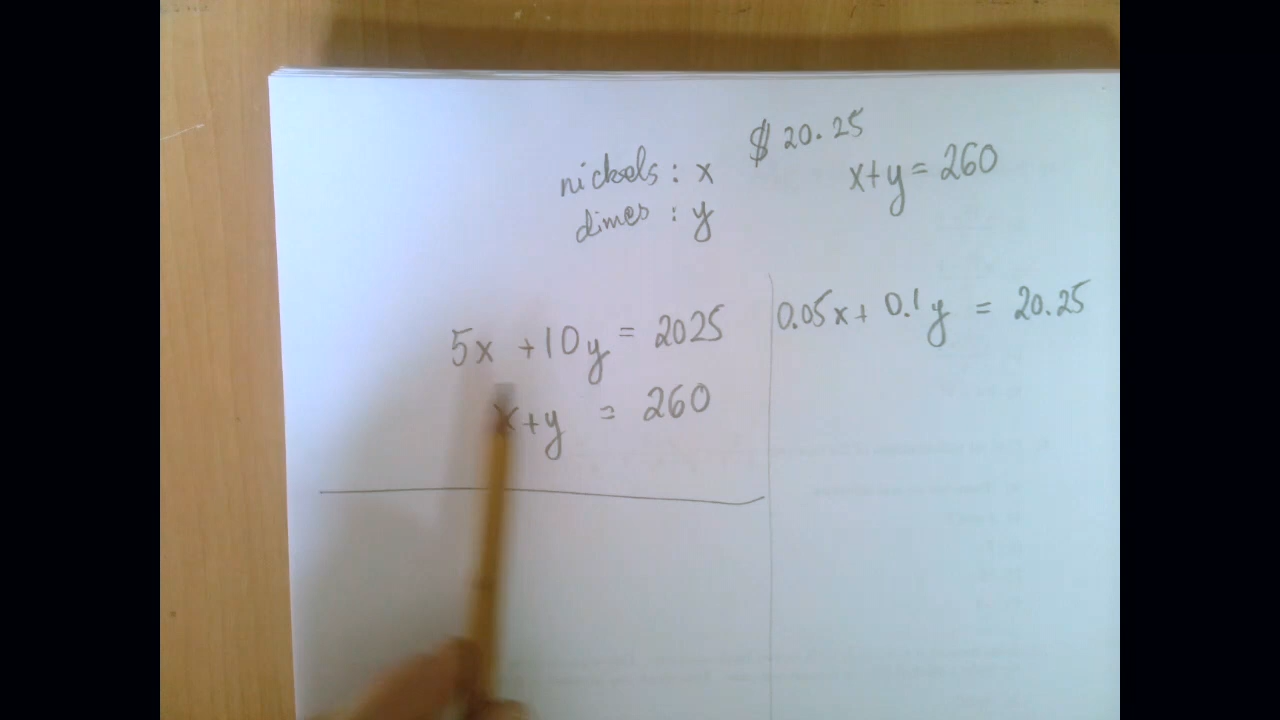 $ 20.25
nickels: x
x+y = 260
dimes : y
5x +10y = 2025
0.05x + 0.1y = 20.25
x+y = 260